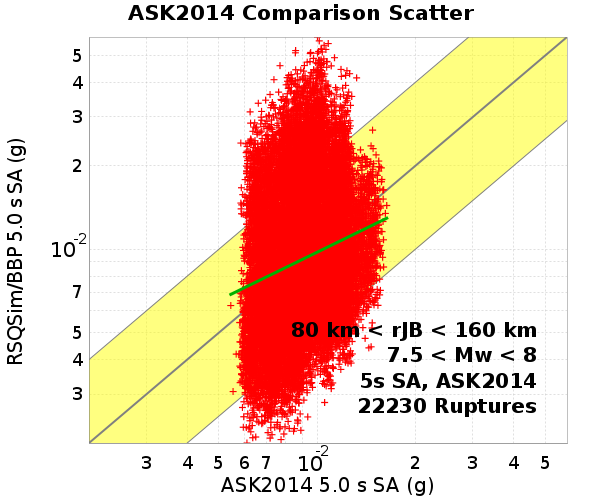 ASK2014 Comparison Scatter
RSQSim/BBP 5.0 s SA (g)
5
4
3
2
10-2
7
5
4
3
80 km < rJB < 160 km
7.5 < Mw < 8
5s SA, ASK2014
22230 Ruptures
3 4 5 6 7 10-2 2 3 4 5
ASK2014 5.0 s SA (g)